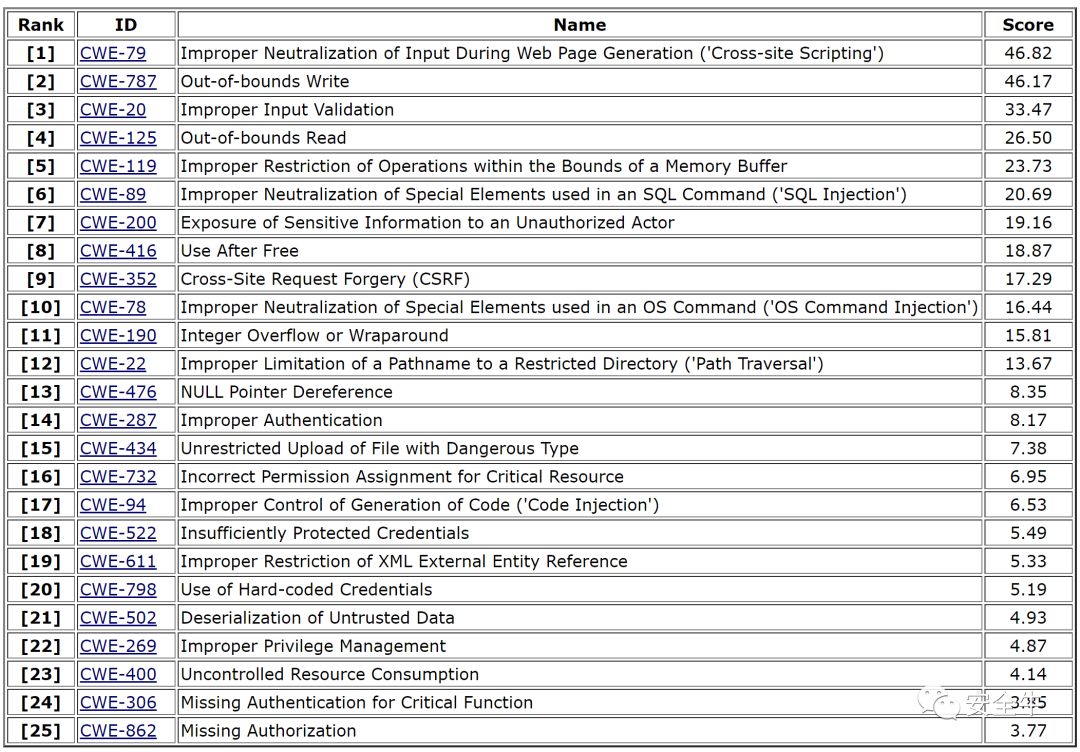 Rank ID Name Score
[1] CWE-79 Improper Neutralization of Input During Web Page Generation ('Cross-site Scripting') 46.82
[2] CWE-787 Out-of-bounds Write 46.17
[3] CWE-20 Improper Input Validation 33.47
[4] CWE-125 Out-of-bounds Read 26.50
[5] CWE-119 Improper Restriction of Operations within the Bounds of a Memory Buffer 23.73
[6] CWE-89 Improper Neutralization of Special Elements used in an SQL Command ('SQL Injection') 20.69
[7] CWE-200 Exposure of Sensitive Information to an Unauthorized Actor 19.16
[8] CWE-416 Use After Free 18.87
[9] CWE-352 Cross-Site Request Forgery (CSRF) 17.29
[10] CWE-78 Improper Neutralization of Special Elements used in an OS Command ('OS Command Injection') 16.44
[11] CWE-190 Integer Overflow or Wraparound 15.81
[12] CWE-22 Improper Limitation of a Pathname to a Restricted Directory ('Path Traversal') 13.67
[13] CWE-476 NULL Pointer Dereference 8.35
[14] CWE-287 Improper Authentication 8.17
[15] CWE-434 Unrestricted Upload of File with Dangerous Type 7.38
[16] CWE-732 Incorrect Permission Assignment for Critical Resource 6.95
[17] CWE-94 Improper Control of Generation of Code ('Code Injection') 6.53
[18] CWE-522 Insufficiently Protected Credentials 5.49
[19] CWE-611 Improper Restriction of XML External Entity Reference 5.33
[20] CWE-798 Use of Hard-coded Credentials 5.19
[21] CWE-502 Deserialization of Untrusted Data 4.93
[22] CWE-269 Improper Privilege Management 4.87
[23] CWE-400 Uncontrolled Resource Consumption 4.14
[24] CWE-306 Missing Authentication for Critical Function
安全牛
[25] CWE-862 Missing Authorization 3.77